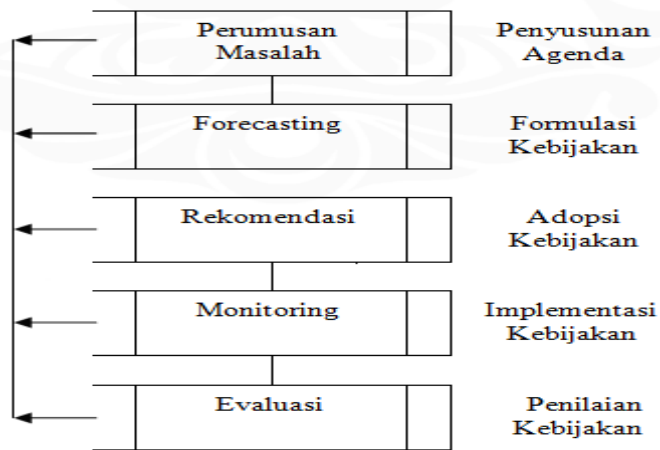 Perumusan
Masalah
Penyusunan
Agenda
Forecasting
Formulasi
Kebijakan
Rekomendasi
Adopsi
Kebijakan
Monitoring
Implementasi
Kebijakan
Evaluasi
Penilaian
Kebijakan